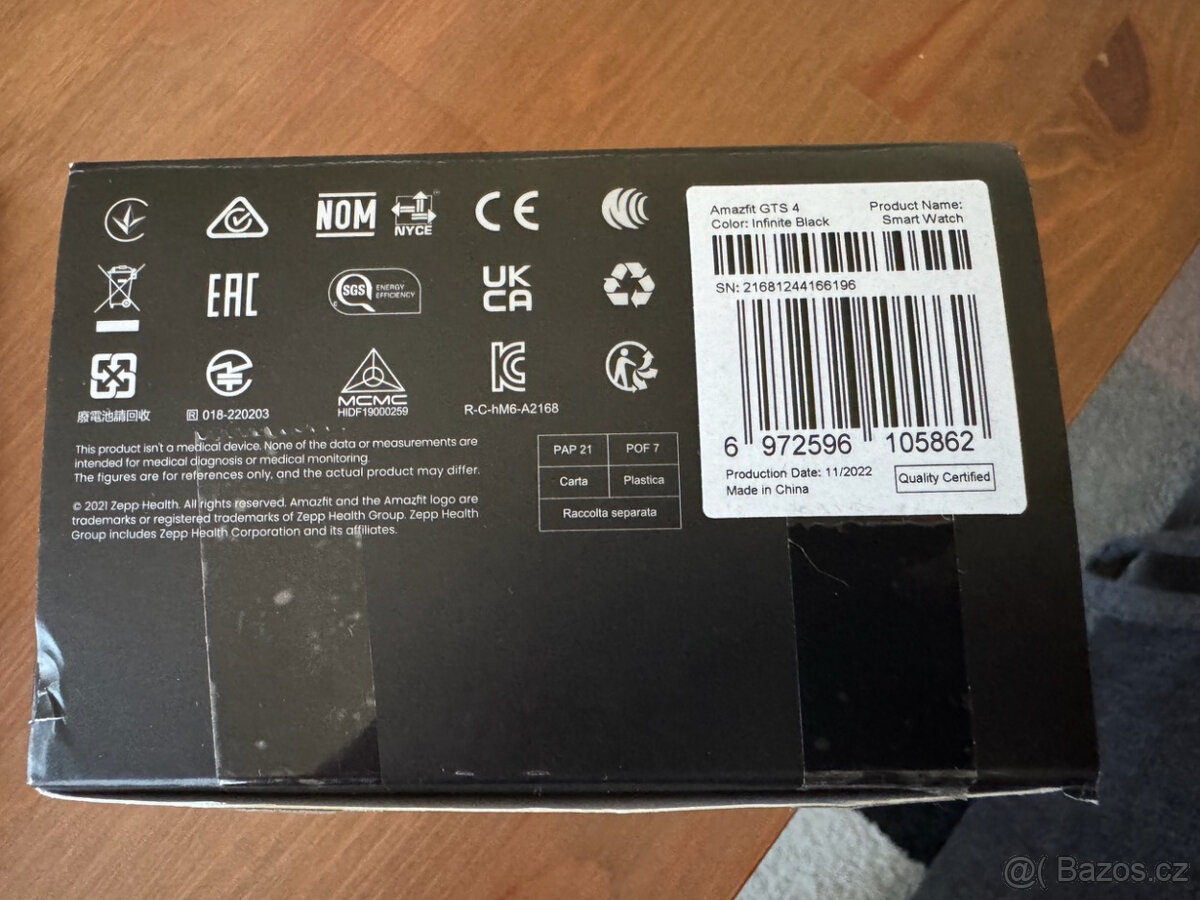 NOM
NYCE
CE
Amazfit GTS 4
Color: Infinite Black
Product Name:
Smart Watch
SN: 21681244166196
EAC
SGS
ENERGY
EFFICIENCY
UK
CA
廢電池請回收
R 018-220203
MCMC
HIDF19000259
R-C-hM6-A2168
6 972596 105862
Production Date: 11/2022
Made in China
Quality Certified
This product isn't a medical device. None of the data or measurements are
intended for medical diagnosis or medical monitoring.
The figures are for references only, and the actual product may differ.
© 2021 Zepp Health. All rights reserved. Amazfit and the Amazfit logo are
trademarks or registered trademarks of Zepp Health Group. Zepp Health
Group includes Zepp Health Corporation and its affiliates.
PAP 21
POF 7
Carta
Plastica
Raccolta separata
@( Bazos.cz